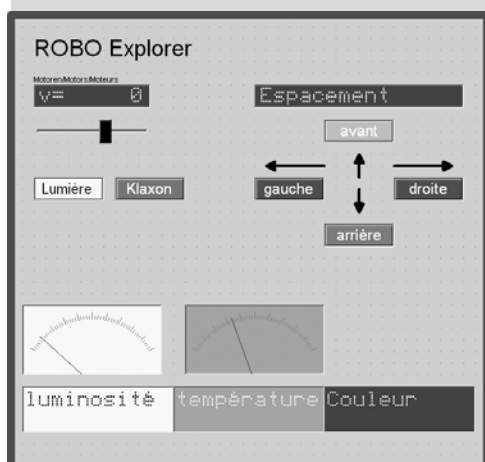 ROBO Explorer
Motoren/Motors/Moteurs
v= 0
Espacement
avant
Lumière Klaxon
gauche droite
arrière
luminosité température Couleur